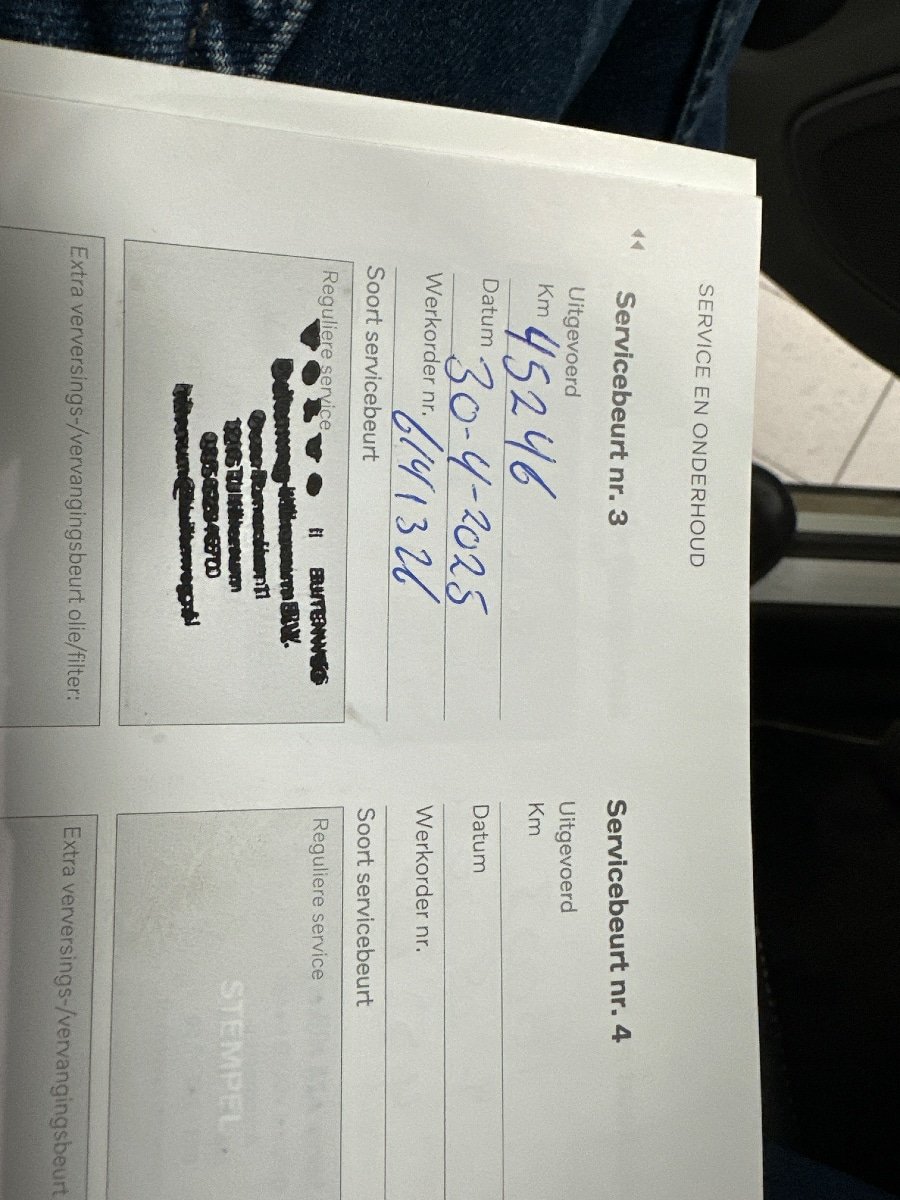 SERVICE EN ONDERHOUD
Servicebeurt nr. 3
Uitgevoerd
Km 45246
Datum 30-4-2025
Werkorder nr. 6141326
Soort servicebeurt
Reguliere service
BUITENWEG
Extra verversings-/vervangingsbeurt olie/filter:
Servicebeurt nr. 4
Uitgevoerd
Km
Datum
Werkorder nr.
Soort servicebeurt
Reguliere service
STEMPEL
Extra verversings-/vervangingsbeurt